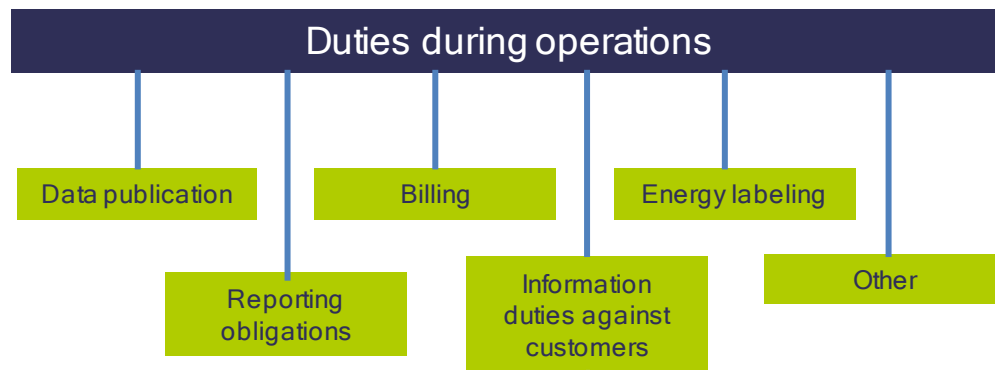 Duties during operations
Data publication
Billing
Energy labeling
Reporting
obligations
Information
duties against
customers
Other